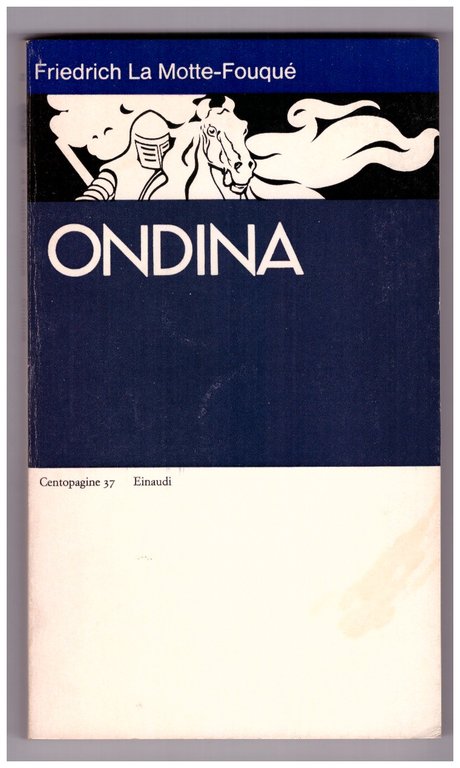 Friedrich La Motte-Fouqué
ONDINA
Centopagine 37 Einaudi